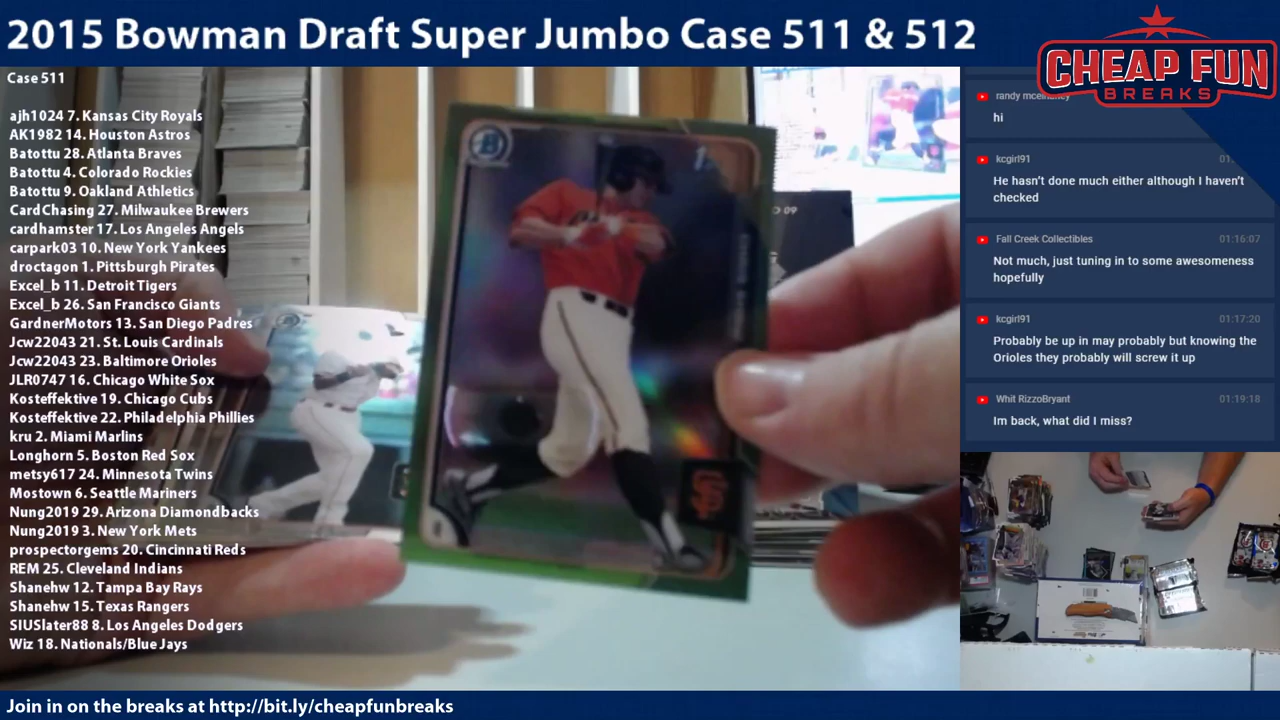 2015 Bowman Draft Super Jumbo Case 511 & 512
CHEAP FUN
BREAKS
Case 511
ajh1024 7. Kansas City Royals
AK1982 14. Houston Astros
Batottu 28. Atlanta Braves
Batottu 4. Colorado Rockies
Batottu 9. Oakland Athletics
CardChasing 27. Milwaukee Brewers
cardhamster 17. Los Angeles Angels
carpark03 10. New York Yankees
droctagon 1. Pittsburgh Pirates
Excel_b 11. Detroit Tigers
Excel_b 26. San Francisco Giants
GardnerMotors 13. San Diego Padres
Jcw22043 21. St. Louis Cardinals
Jcw22043 23. Baltimore Orioles
JLR0747 16. Chicago White Sox
Kosteffektive 19. Chicago Cubs
Kosteffektive 22. Philadelphia Phillies
kru 2. Miami Marlins
Longhorn 5. Boston Red Sox
metsy617 24. Minnesota Twins
Mostown 6. Seattle Mariners
Nung2019 29. Arizona Diamondbacks
Nung2019 3. New York Mets
prospectorgems 20. Cincinnati Reds
REM 25. Cleveland Indians
Shanehw 12. Tampa Bay Rays
Shanehw 15. Texas Rangers
SIUSlater88 8. Los Angeles Dodgers
Wiz 18. Nationals/Blue Jays
randy
hi
kcgirl91
He hasn't done much either although I haven't
checked
Fall Creek Collectibles 01:16:07
Not much, just tuning in to some awesomeness
hopefully
kcgirl91 01:17:20
Probably be up in may probably but knowing the
Orioles they probably will screw it up
Whit RizzoBryant 01:19:18
Im back, what did I miss?
B
1st
Join in on the breaks at http://bit.ly/cheapfunbreaks